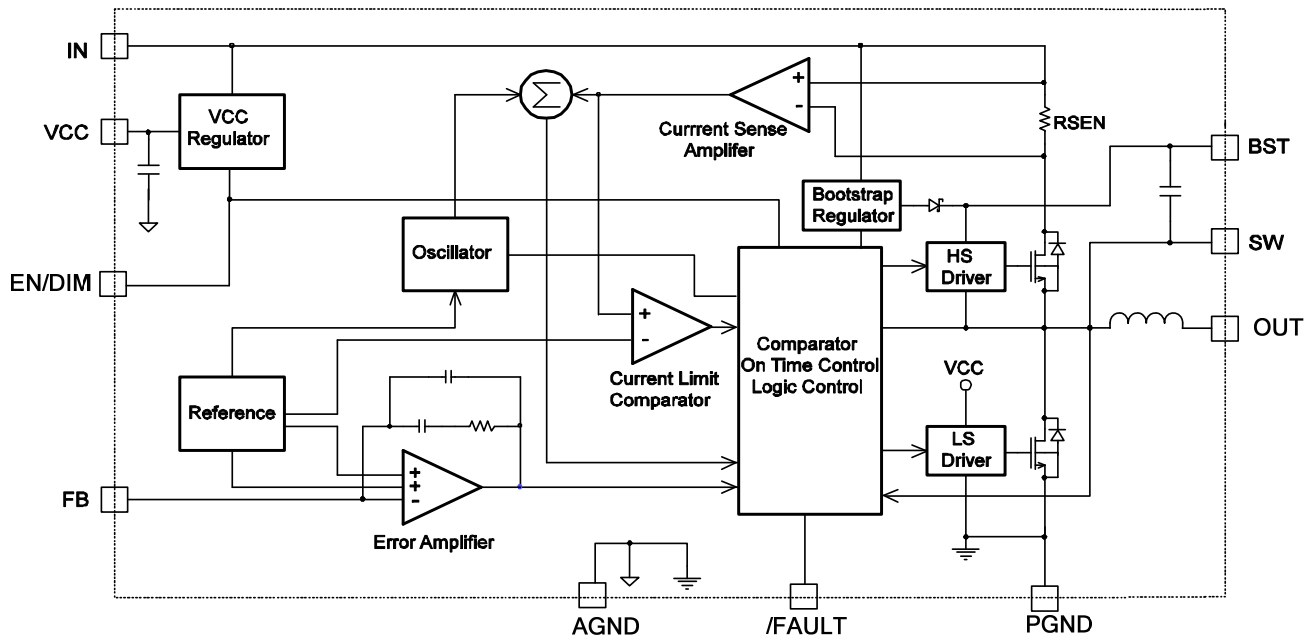 IN
VCC
Regulator
VCC
EN/DIM
Σ
+
-
Currrent Sense
Amplifer
RSEN
BST
Bootstrap
Regulator
SW
Oscillator
HS
Driver
+
-
Current Limit
Comparator
Comparator
On Time Control
Logic Control
OUT
VCC
Reference
LS
Driver
+
+
-
FB
Error Amplifier
AGND
/FAULT
PGND